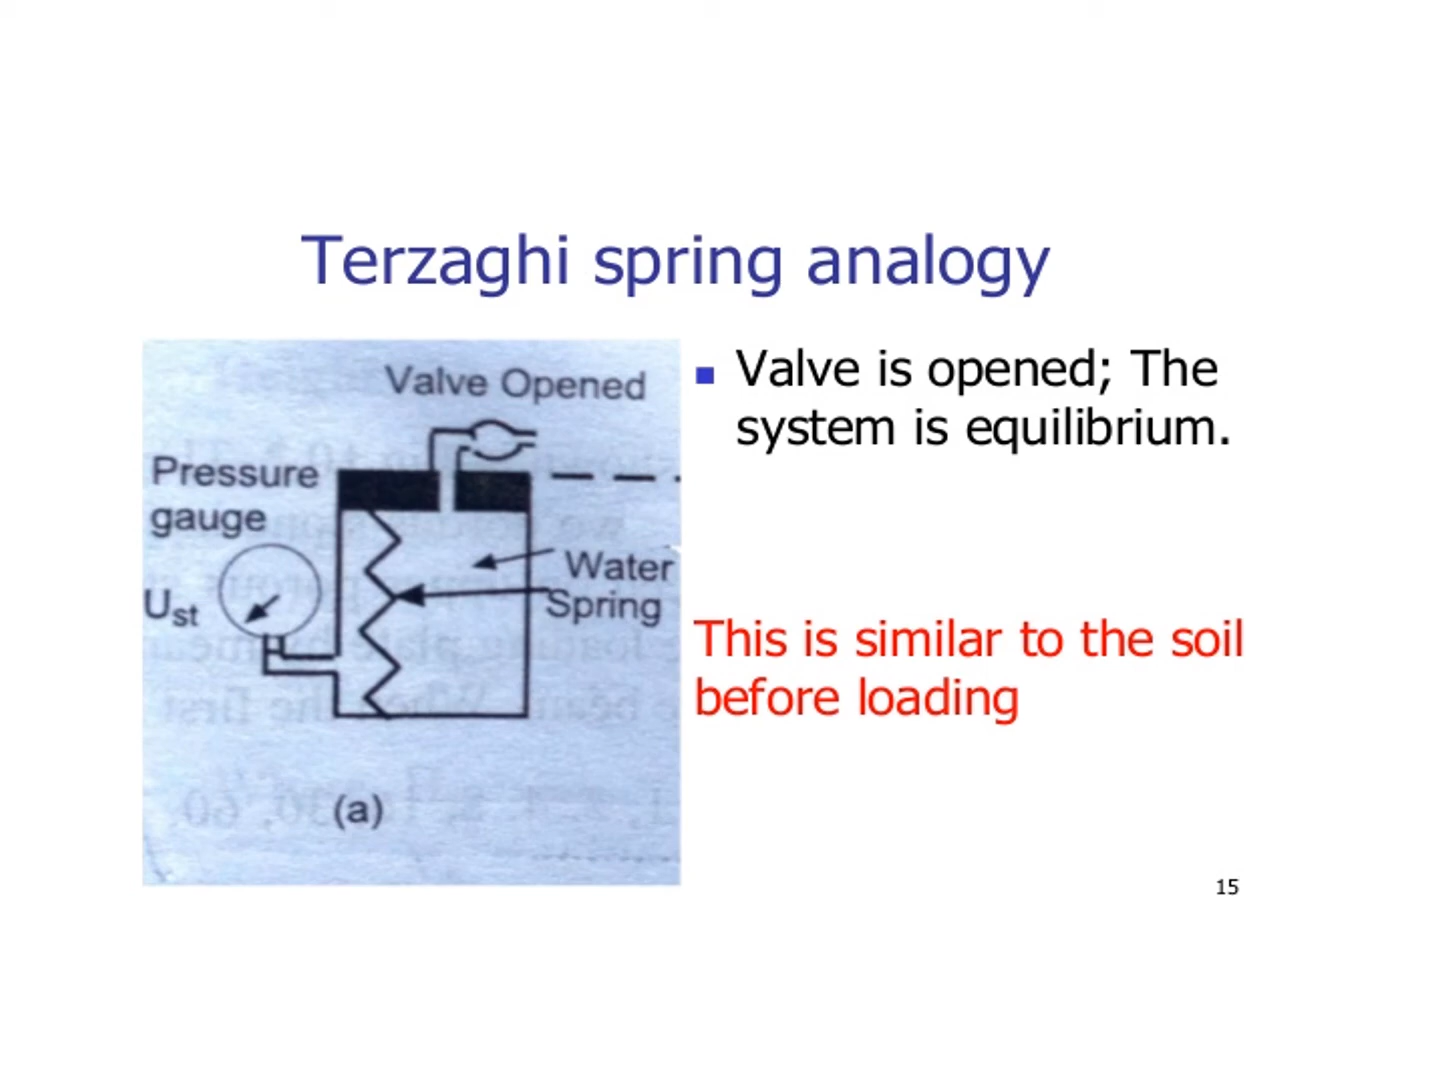 Terzaghi spring analogy
Valve Opened
Pressure
gauge
Ust
Water
Spring
(a)
Valve is opened; The
system is equilibrium.
This is similar to the soil
before loading
15